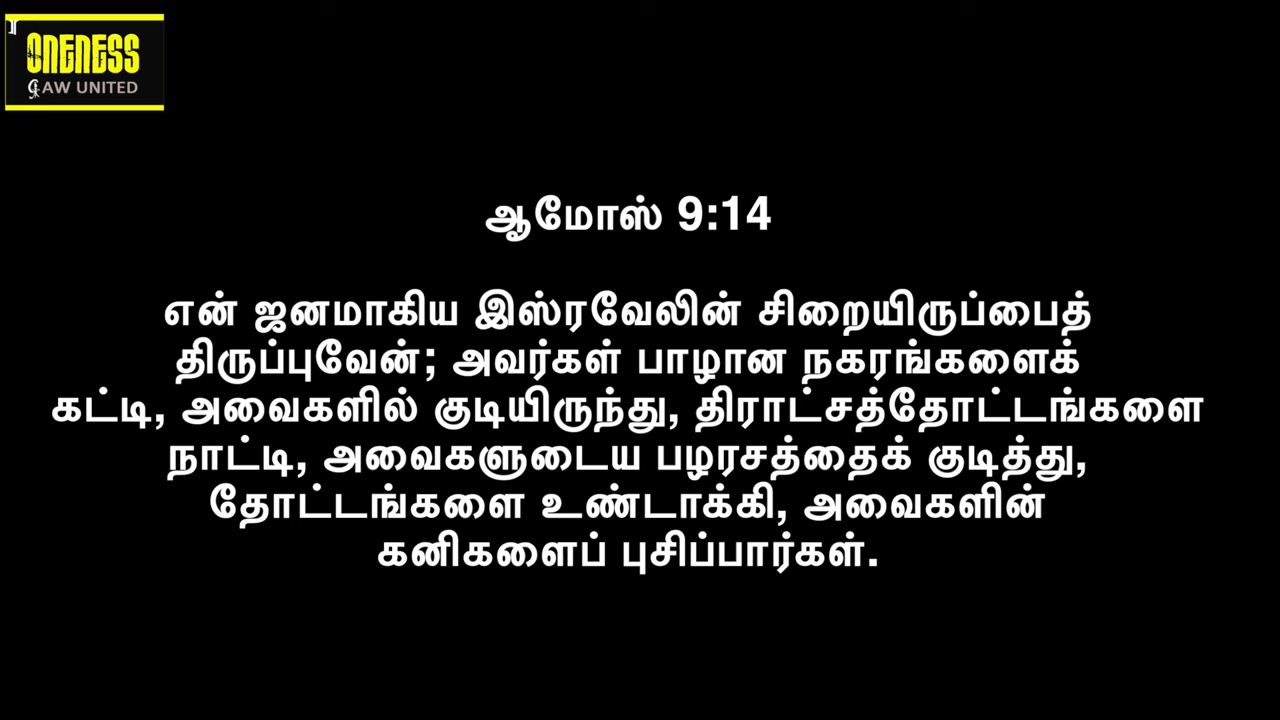 ONENESS
AW UNITED
ஆமோஸ் 9:14
என் ஜனமாகிய இஸ்ரவேலின் சிறையிருப்பைத்
திருப்புவேன்; அவர்கள் பாழான நகரங்களைக்
கட்டி, அவைகளில் குடியிருந்து, திராட்சத்தோட்டங்களை
நாட்டி, அவைகளுடைய பழரசத்தைக் குடித்து,
தோட்டங்களை உண்டாக்கி, அவைகளின்
கனிகளைப் புசிப்பார்கள்.